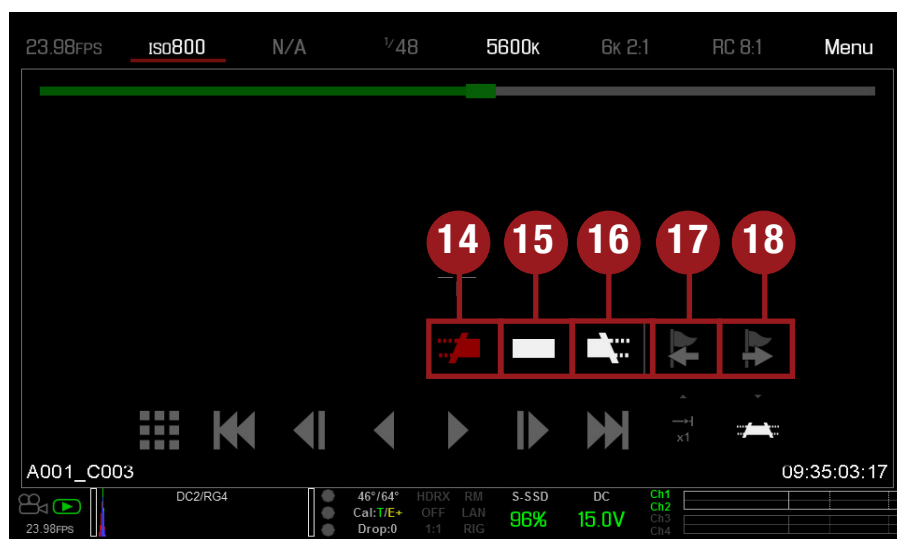 23.98FPS ISO800 N/A 1/48 5600K 6K 2:1 RC 8:1 Menu
14 15 16 17 18
x1
A001_C003 09:35:03:17
DC2/RG4 46°/64° HDRX RM S-SSD DC Ch1
Cal:T/E+ OFF LAN 96% 15.0V Ch2
23.98FPS Drop:0 1:1 RIG Ch3
Ch4